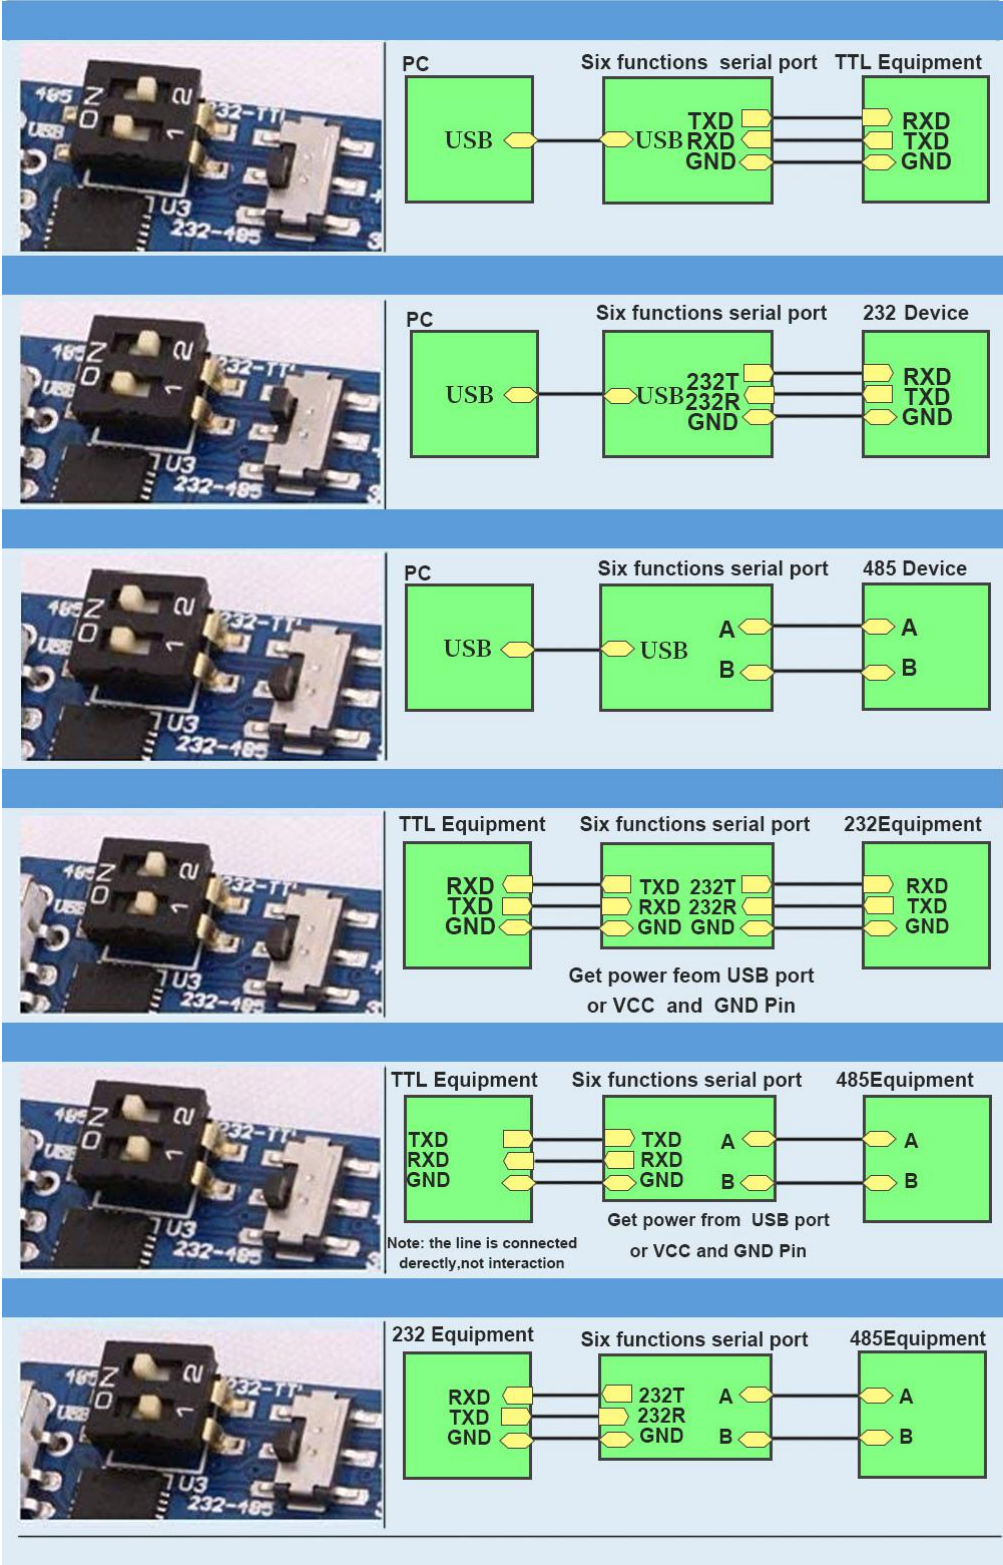 PC Six functions serial port TTL Equipment
485 ON 1 2 232-TT
USB
U3
232-485
USB USB TXD RXD
RXD TXD
GND GND
PC Six functions serial port 232 Device
485 ON 1 2 232-TT
USB
U3
232-485
USB USB 232T RXD
232R TXD
GND GND
PC Six functions serial port 485 Device
485 ON 1 2 232-TT
U3
232-485
USB USB A A
B B
TTL Equipment Six functions serial port 232Equipment
485 ON 1 2 232-TT
USB
U3
232-485
RXD TXD 232T RXD
TXD RXD 232R TXD
GND GND GND GND
Get power feom USB port
or VCC and GND Pin
TTL Equipment Six functions serial port 485Equipment
485 ON 1 2 232-TT
USB
U3
232-485
TXD TXD A A
RXD RXD
GND GND B B
Get power from USB port
or VCC and GND Pin
Note: the line is connected
derectly,not interaction
232 Equipment Six functions serial port 485Equipment
485 ON 1 2 232-TT
USB
U3
232-485
RXD 232T A A
TXD 232R
GND GND B B